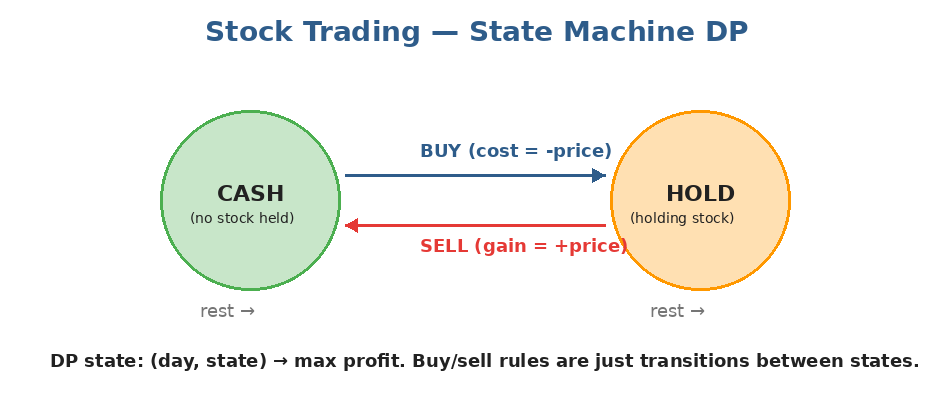 Stock Trading — State Machine DP
BUY (cost = -price)
CASH
(no stock held)
HOLD
(holding stock)
SELL (gain = +price)
rest →
rest →
DP state: (day, state) → max profit. Buy/sell rules are just transitions between states.